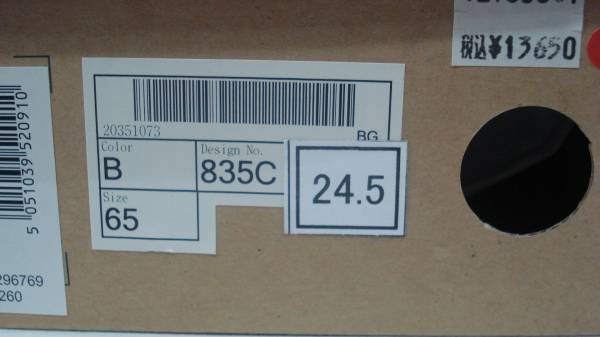 税込¥13650
20351073
BG
Color
B
Design No.
835C
24.5
Size
65
5 051039 520910
296769
260